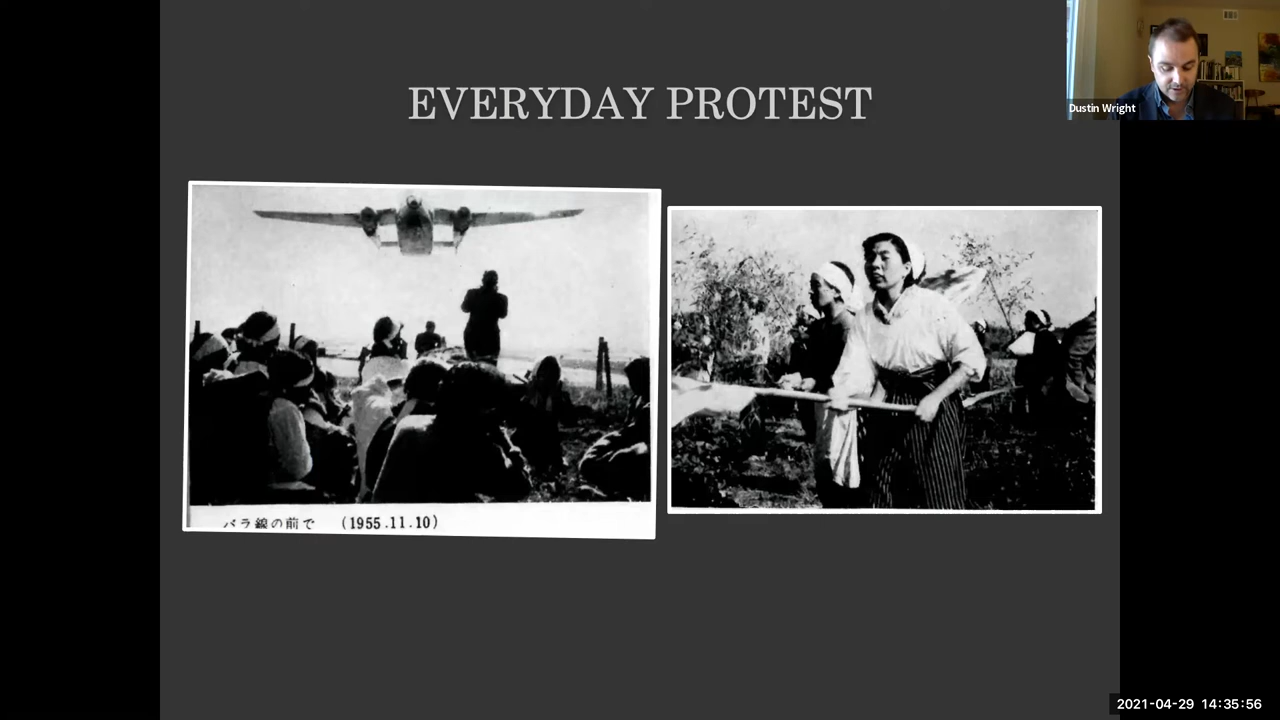 EVERYDAY PROTEST
Dustin Wright
バラ線の前で (1955.11.10)
2021-04-29 14:35:56